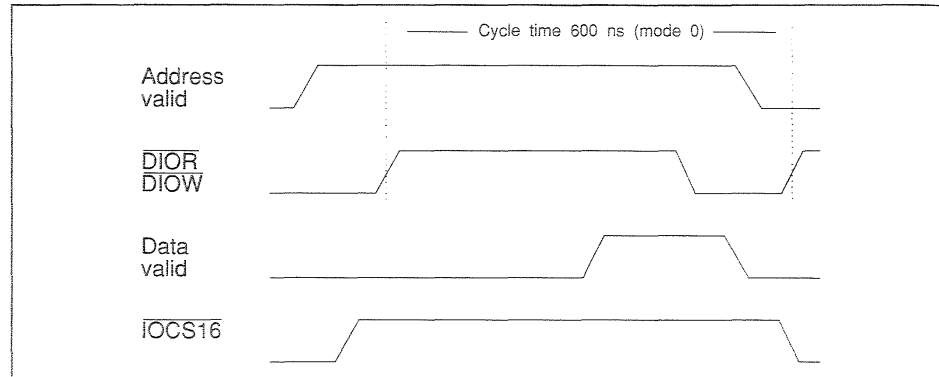 Cycle time 600 ns (mode 0)
Address
valid
DIOR
DIOW
Data
valid
IOCS16